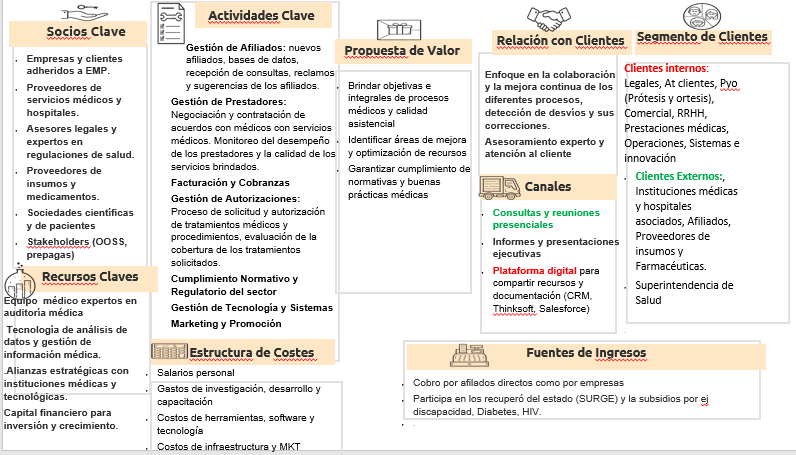 Socios Clave
Empresas y clientes
adheridos a EMP.
Proveedores de
servicios médicos y
hospitales.
Asesores legales y
expertos en
regulaciones de salud.
Proveedores de
insumos y
medicamentos.
Sociedades científicas
y de pacientes
Stakeholders (OOSS,
prepagas)
Recursos Claves
Equipo médico expertos en
auditoría médica
Tecnología de análisis de
datos y gestión de
información médica.
.Alianzas estratégicas con
instituciones médicas y
tecnológicas.
Capital financiero para
inversión y crecimiento.
Actividades Clave
Gestión de Afiliados: nuevos
afiliados, bases de datos,
recepción de consultas, reclamos
y sugerencias de los afiliados.
Gestión de Prestadores:
Negociación y contratación de
acuerdos con médicos con servicios
médicos. Monitoreo del desempeño
de los prestadores y la calidad de los
servicios brindados.
Facturación y Cobranzas
Gestión de Autorizaciones:
Proceso de solicitud y autorización
de tratamientos médicos y
procedimientos, evaluación de la
cobertura de los tratamientos
solicitados.
Cumplimiento Normativo y
Regulatorio del sector
Gestión de Tecnología y Sistemas
Marketing y Promoción
Estructura de Costes
Salarios personal
Gastos de investigación, desarrollo y
capacitación
Costos de herramientas, software y
tecnología
Costos de infraestructura y MKT
Propuesta de Valor
Brindar objetivas e
integrales de procesos
médicos y calidad
asistencial
Identificar áreas de mejora
y optimización de recursos
Garantizar cumplimiento de
normativas y buenas
prácticas médicas
Relación con Clientes
Enfoque en la colaboración
y la mejora continua de los
diferentes procesos,
detección de desvíos y sus
correcciones.
Asesoramiento experto y
atención al cliente
Canales
Consultas y reuniones
presenciales
Informes y presentaciones
ejecutivas
Plataforma digital para
compartir recursos y
documentación (CRM,
Thinksoft, Salesforce)
Segmento de Clientes
Clientes internos:
Legales, At clientes, Pyo
(Prótesis y ortesis),
Comercial, RRHH,
Prestaciones médicas,
Operaciones, Sistemas e
innovación
Clientes Externos:,
Instituciones médicas
y hospitales
asociados, Afiliados,
Proveedores de
insumos y
Farmacéuticas.
Superintendencia de
Salud
Fuentes de Ingresos
Cobro por afilados directos como por empresas
Participa en los recuperó del estado (SURGE) y la subsidios por ej
discapacidad, Diabetes, HIV.
.